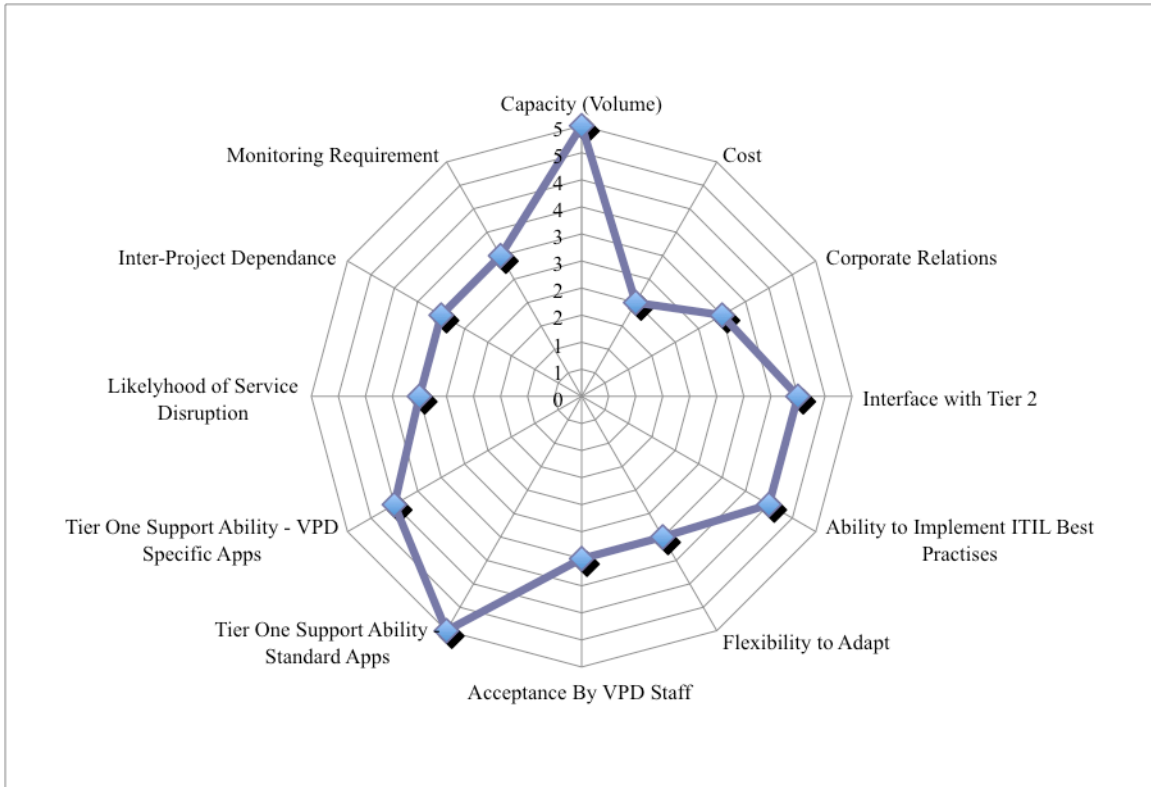 Capacity (Volume)
Cost
Corporate Relations
Interface with Tier 2
Ability to Implement ITIL Best
Practises
Flexibility to Adapt
Acceptance By VPD Staff
Tier One Support Ability -
Standard Apps
Tier One Support Ability - VPD
Specific Apps
Likelyhood of Service
Disruption
Inter-Project Dependance
Monitoring Requirement
5
5
4
4
3
3
2
2
1
1
0